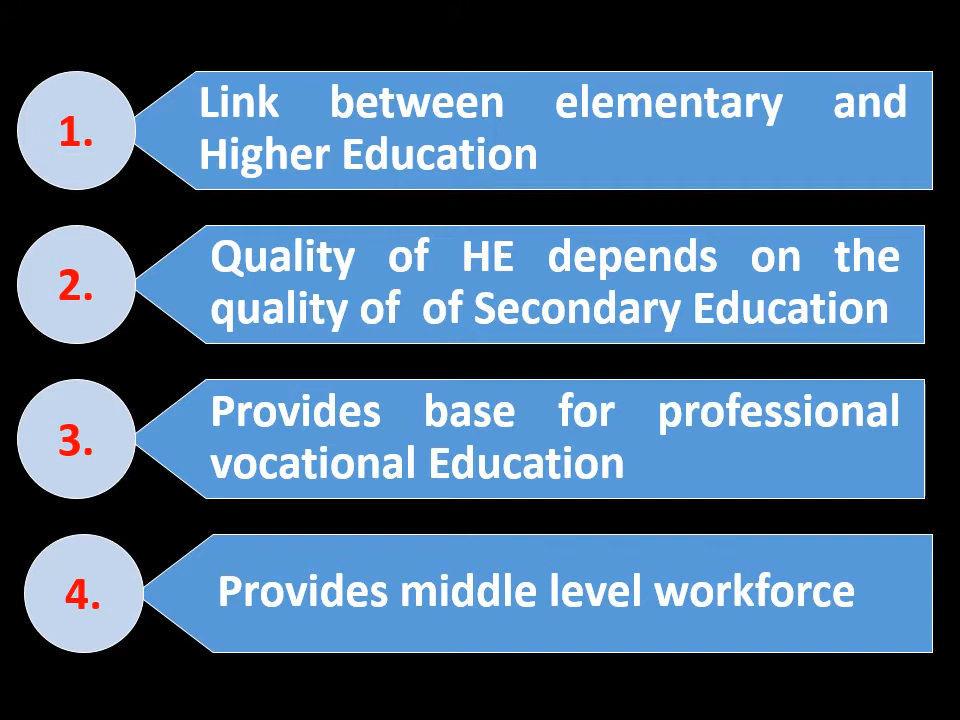 1.
Link between elementary and
Higher Education
2.
Quality of HE depends on the
quality of of Secondary Education
3.
Provides base for professional
vocational Education
4.
Provides middle level workforce